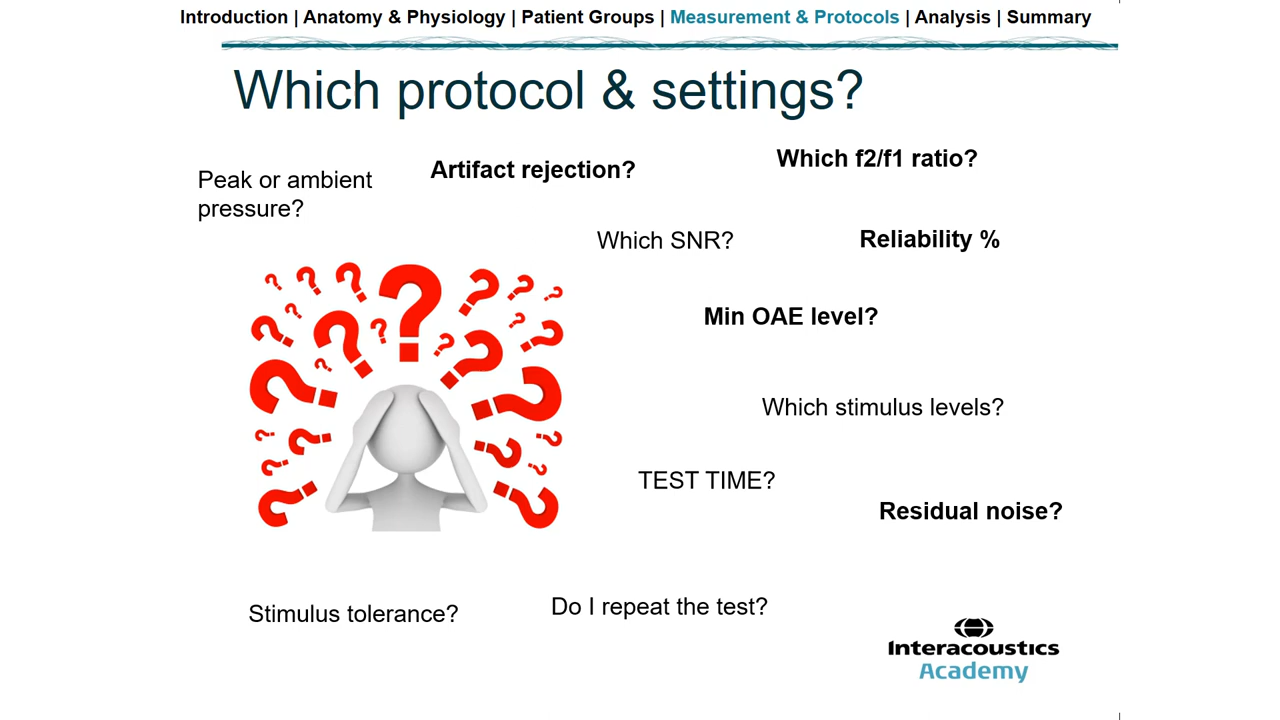 Introduction | Anatomy & Physiology | Patient Groups | Measurement & Protocols | Analysis | Summary
Which protocol & settings?
Peak or ambient
pressure?
Artifact rejection?
Which f2/f1 ratio?
Which SNR?
Reliability %
Min OAE level?
Which stimulus levels?
TEST TIME?
Residual noise?
Stimulus tolerance?
Do I repeat the test?
Interacoustics
Academy